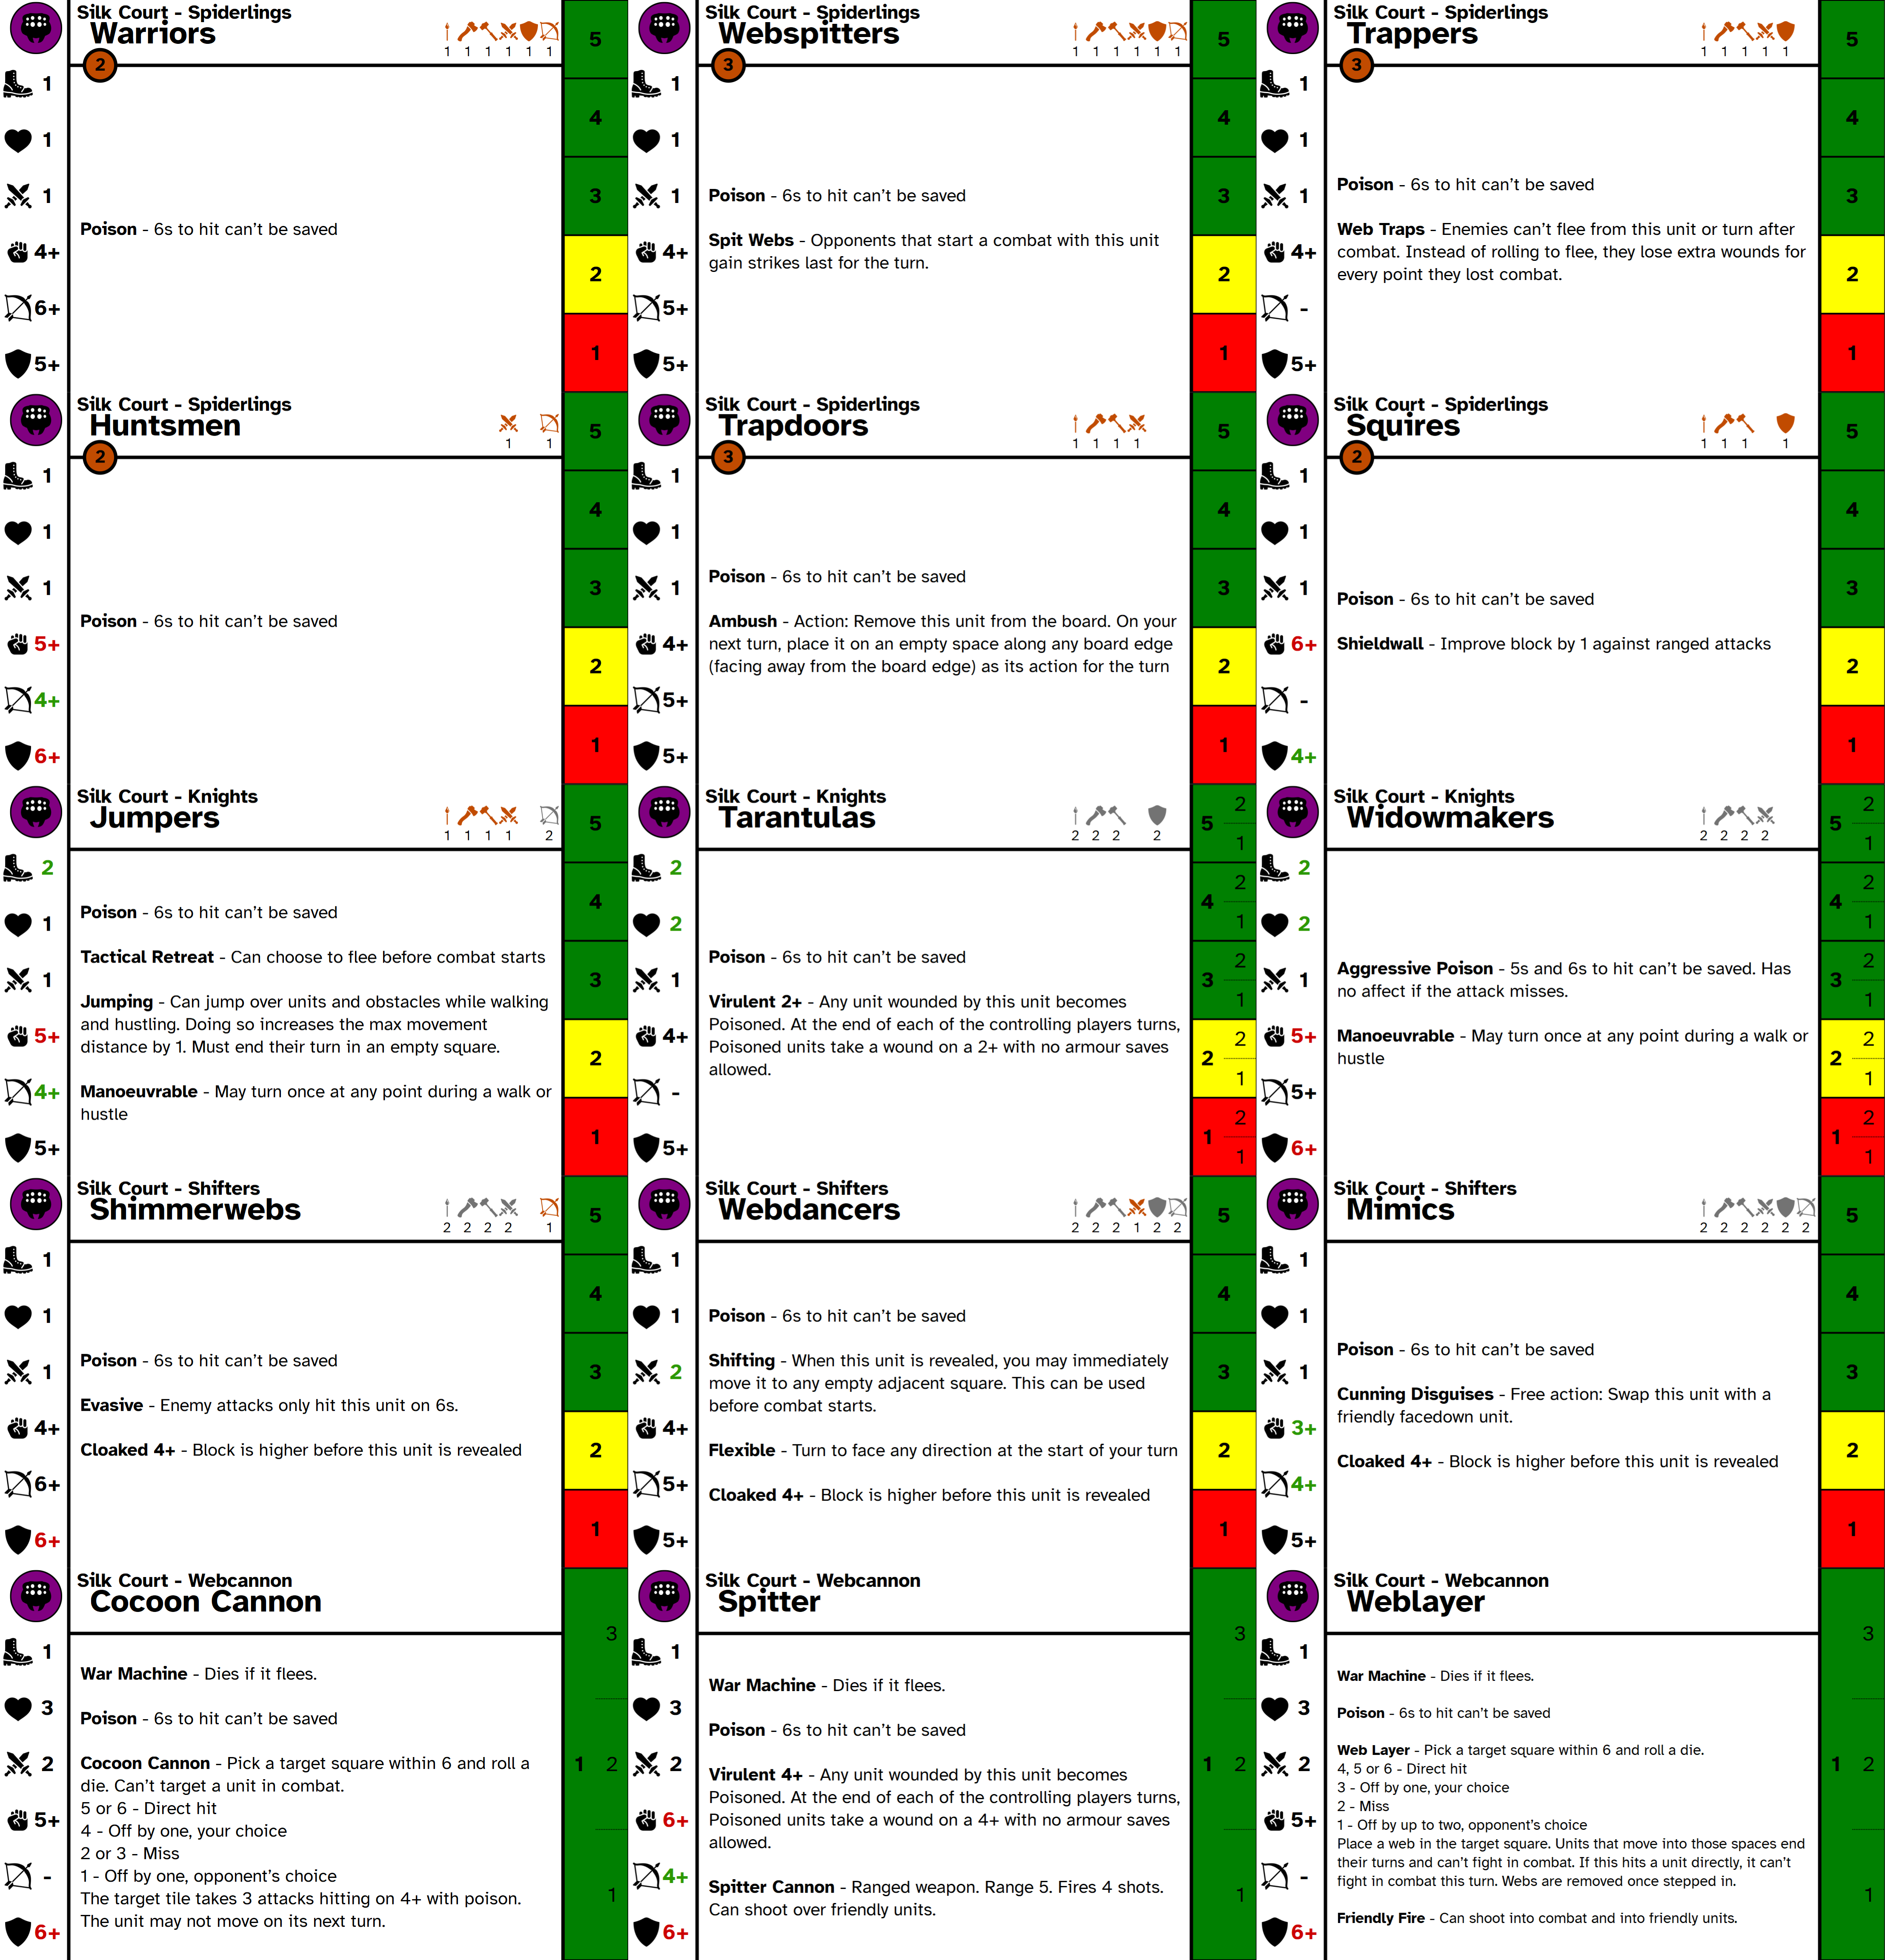 Silk Court - Spiderlings
Warriors
1 1 1 1 1 1
2
1
1
1
4+
6+
5+
Poison - 6s to hit can't be saved
5
4
3
2
1
Silk Court - Spiderlings
Webspitters
1 1 1 1 1 1
3
1
1
1
4+
5+
5+
Poison - 6s to hit can't be saved
Spit Webs - Opponents that start a combat with this unit
gain strikes last for the turn.
5
4
3
2
1
Silk Court - Spiderlings
Trappers
1 1 1 1 1
3
1
1
1
4+
-
5+
Poison - 6s to hit can't be saved
Web Traps - Enemies can't flee from this unit or turn after
combat. Instead of rolling to flee, they lose extra wounds for
every point they lost combat.
5
4
3
2
1
Silk Court - Spiderlings
Huntsmen
1 1
2
1
1
1
5+
4+
6+
Poison - 6s to hit can't be saved
5
4
3
2
1
Silk Court - Spiderlings
Trapdoors
1 1 1 1
3
1
1
1
4+
5+
5+
Poison - 6s to hit can't be saved
Ambush - Action: Remove this unit from the board. On your
next turn, place it on an empty space along any board edge
(facing away from the board edge) as its action for the turn
5
4
3
2
1
Silk Court - Spiderlings
Squires
1 1 1 1
2
1
1
1
6+
-
4+
Poison - 6s to hit can't be saved
Shieldwall - Improve block by 1 against ranged attacks
5
4
3
2
1
Silk Court - Knights
Jumpers
1 1 1 1 2
2
1
1
5+
4+
5+
Poison - 6s to hit can't be saved
Tactical Retreat - Can choose to flee before combat starts
Jumping - Can jump over units and obstacles while walking
and hustling. Doing so increases the max movement
distance by 1. Must end their turn in an empty square.
Manoeuvrable - May turn once at any point during a walk or
hustle
5
4
3
2
1
Silk Court - Knights
Tarantulas
2 2 2 2
2
2
1
4+
-
5+
Poison - 6s to hit can't be saved
Virulent 2+ - Any unit wounded by this unit becomes
Poisoned. At the end of each of the controlling players turns,
Poisoned units take a wound on a 2+ with no armour saves
allowed.
5 2 1
4 2 1
3 2 1
2 2 1
1 2 1
Silk Court - Knights
Widowmakers
2 2 2 2
2
2
1
5+
5+
6+
Aggressive Poison - 5s and 6s to hit can't be saved. Has
no affect if the attack misses.
Manoeuvrable - May turn once at any point during a walk or
hustle
5 2 1
4 2 1
3 2 1
2 2 1
1 2 1
Silk Court - Shifters
Shimmerwebs
2 2 2 2 1
1
1
1
4+
6+
6+
Poison - 6s to hit can't be saved
Evasive - Enemy attacks only hit this unit on 6s.
Cloaked 4+ - Block is higher before this unit is revealed
5
4
3
2
1
Silk Court - Shifters
Webdancers
2 2 2 1 2 2
1
1
2
4+
5+
5+
Poison - 6s to hit can't be saved
Shifting - When this unit is revealed, you may immediately
move it to any empty adjacent square. This can be used
before combat starts.
Flexible - Turn to face any direction at the start of your turn
Cloaked 4+ - Block is higher before this unit is revealed
5
4
3
2
1
Silk Court - Shifters
Mimics
2 2 2 2 2 2
1
1
1
3+
4+
5+
Poison - 6s to hit can't be saved
Cunning Disguises - Free action: Swap this unit with a
friendly facedown unit.
Cloaked 4+ - Block is higher before this unit is revealed
5
4
3
2
1
Silk Court - Webcannon
Cocoon Cannon
1
3
2
5+
-
6+
War Machine - Dies if it flees.
Poison - 6s to hit can't be saved
Cocoon Cannon - Pick a target square within 6 and roll a
die. Can't target a unit in combat.
5 or 6 - Direct hit
4 - Off by one, your choice
2 or 3 - Miss
1 - Off by one, opponent's choice
The target tile takes 3 attacks hitting on 4+ with poison.
The unit may not move on its next turn.
3
1 2
1
Silk Court - Webcannon
Spitter
1
3
2
6+
4+
6+
War Machine - Dies if it flees.
Poison - 6s to hit can't be saved
Virulent 4+ - Any unit wounded by this unit becomes
Poisoned. At the end of each of the controlling players turns,
Poisoned units take a wound on a 4+ with no armour saves
allowed.
Spitter Cannon - Ranged weapon. Range 5. Fires 4 shots.
Can shoot over friendly units.
3
1 2
1
Silk Court - Webcannon
Weblayer
1
3
2
5+
-
6+
War Machine - Dies if it flees.
Poison - 6s to hit can't be saved
Web Layer - Pick a target square within 6 and roll a die.
4, 5 or 6 - Direct hit
3 - Off by one, your choice
2 - Miss
1 - Off by up to two, opponent's choice
Place a web in the target square. Units that move into those spaces end
their turns and can't fight in combat. If this hits a unit directly, it can't
fight in combat this turn. Webs are removed once stepped in.
Friendly Fire - Can shoot into combat and into friendly units.
3
1 2
1